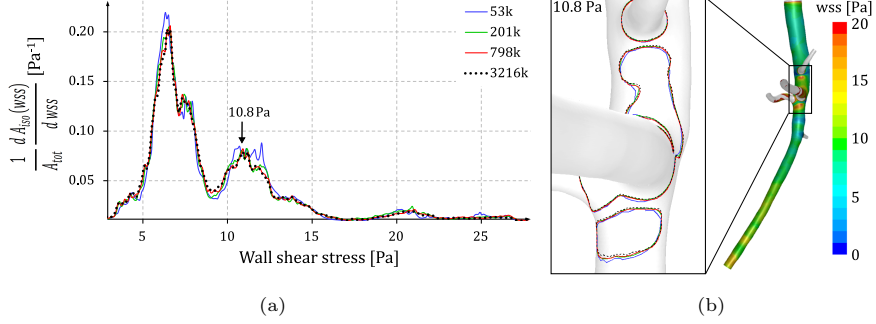 53k
201k
798k
3216k
10.8 Pa
0.20
0.15
0.10
0.05
1 d A_iso (wss) [Pa⁻¹]
A_tot d wss
5
10
15
20
25
Wall shear stress [Pa]
(a)
10.8 Pa
wss [Pa]
20
15
10
5
0
(b)